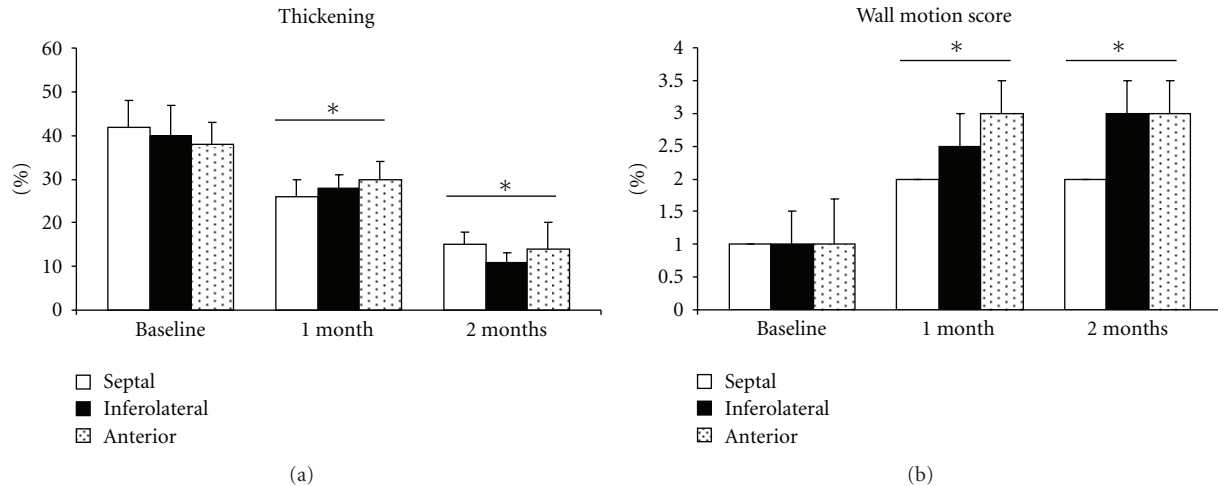 Thickening
60
50
40
30
20
10
0
(%)
*
*
Baseline 1 month 2 months
Septal
Inferolateral
Anterior
(a)
Wall motion score
4
3.5
3
2.5
2
1.5
1
0.5
0
(%)
*
*
Baseline 1 month 2 months
Septal
Inferolateral
Anterior
(b)